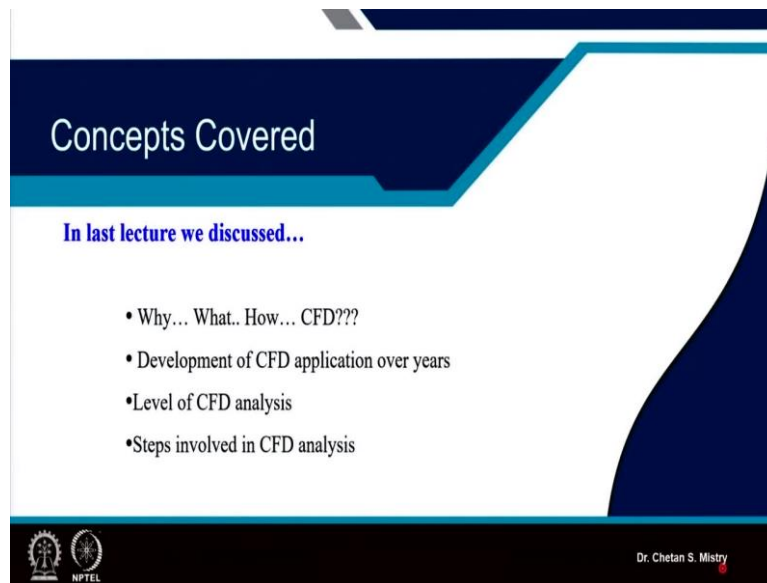 Concepts Covered
In last lecture we discussed...
• Why... What.. How... CFD???
• Development of CFD application over years
•Level of CFD analysis
•Steps involved in CFD analysis
NPTEL
Dr. Chetan S. Mistry